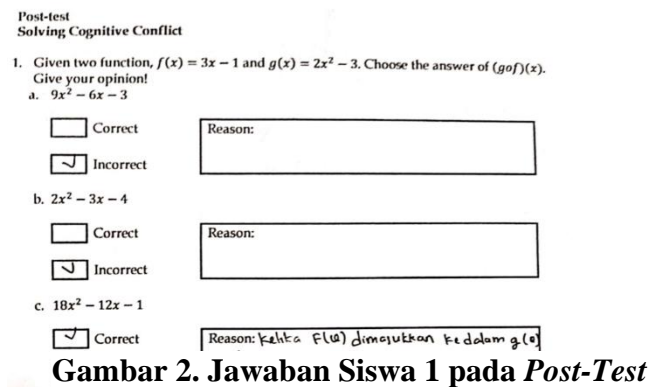 Post-test
Solving Cognitive Conflict
1. Given two function, f(x) = 3x − 1 and g(x) = 2x² − 3. Choose the answer of (gof)(x).
Give your opinion!
a. 9x² − 6x − 3
Correct
Reason:
Incorrect
b. 2x² − 3x − 4
Correct
Reason:
Incorrect
c. 18x² − 12x − 1
Correct
Reason: Ketika F(x) dimasukkan ke dalam g(x)
Gambar 2. Jawaban Siswa 1 pada Post-Test